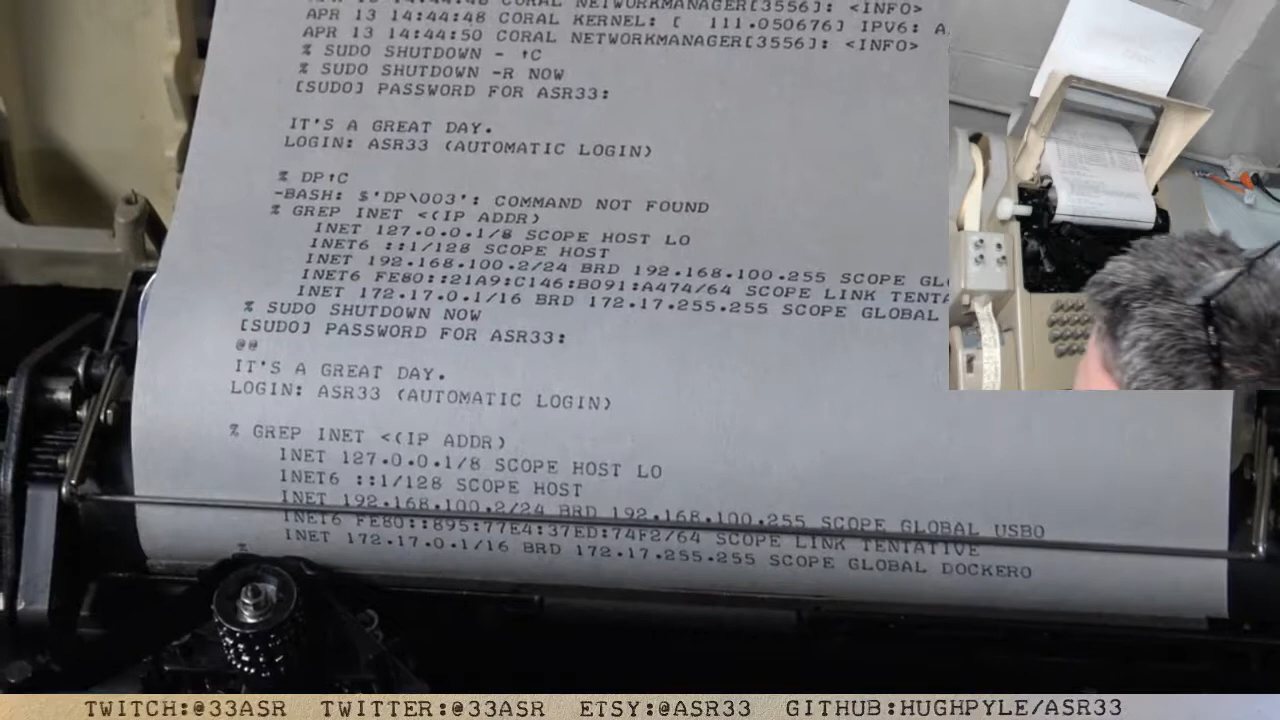 APR 13 14:44:48 CORAL NETWORKMANAGER[3556]: <INFO>
APR 13 14:44:48 CORAL KERNEL: [ 111.050676] IPV6: A
APR 13 14:44:50 CORAL NETWORKMANAGER[3556]: <INFO>
% SUDO SHUTDOWN - ↑C
% SUDO SHUTDOWN -R NOW
[SUDO] PASSWORD FOR ASR33:
IT'S A GREAT DAY.
LOGIN: ASR33 (AUTOMATIC LOGIN)
% DP↑C
-BASH: $'DP\003': COMMAND NOT FOUND
% GREP INET <(IP ADDR)
INET 127.0.0.1/8 SCOPE HOST LO
INET6 ::1/128 SCOPE HOST
INET 192.168.100.2/24 BRD 192.168.100.255 SCOPE GLO
INET6 FE80::21A9:C146:B091:A474/64 SCOPE LINK TENTA
INET 172.17.0.1/16 BRD 172.17.255.255 SCOPE GLOBAL
% SUDO SHUTDOWN NOW
[SUDO] PASSWORD FOR ASR33:
@@
IT'S A GREAT DAY.
LOGIN: ASR33 (AUTOMATIC LOGIN)
% GREP INET <(IP ADDR)
INET 127.0.0.1/8 SCOPE HOST LO
INET6 ::1/128 SCOPE HOST
INET 192.168.100.2/24 BRD 192.168.100.255 SCOPE GLOBAL USB0
INET6 FE80::895:77E4:37ED:74F2/64 SCOPE LINK TENTATIVE
INET 172.17.0.1/16 BRD 172.17.255.255 SCOPE GLOBAL DOCKER0
%
TWITCH:@33ASR TWITTER:@33ASR ETSY:@ASR33 GITHUB:HUGHPYLE/ASR33